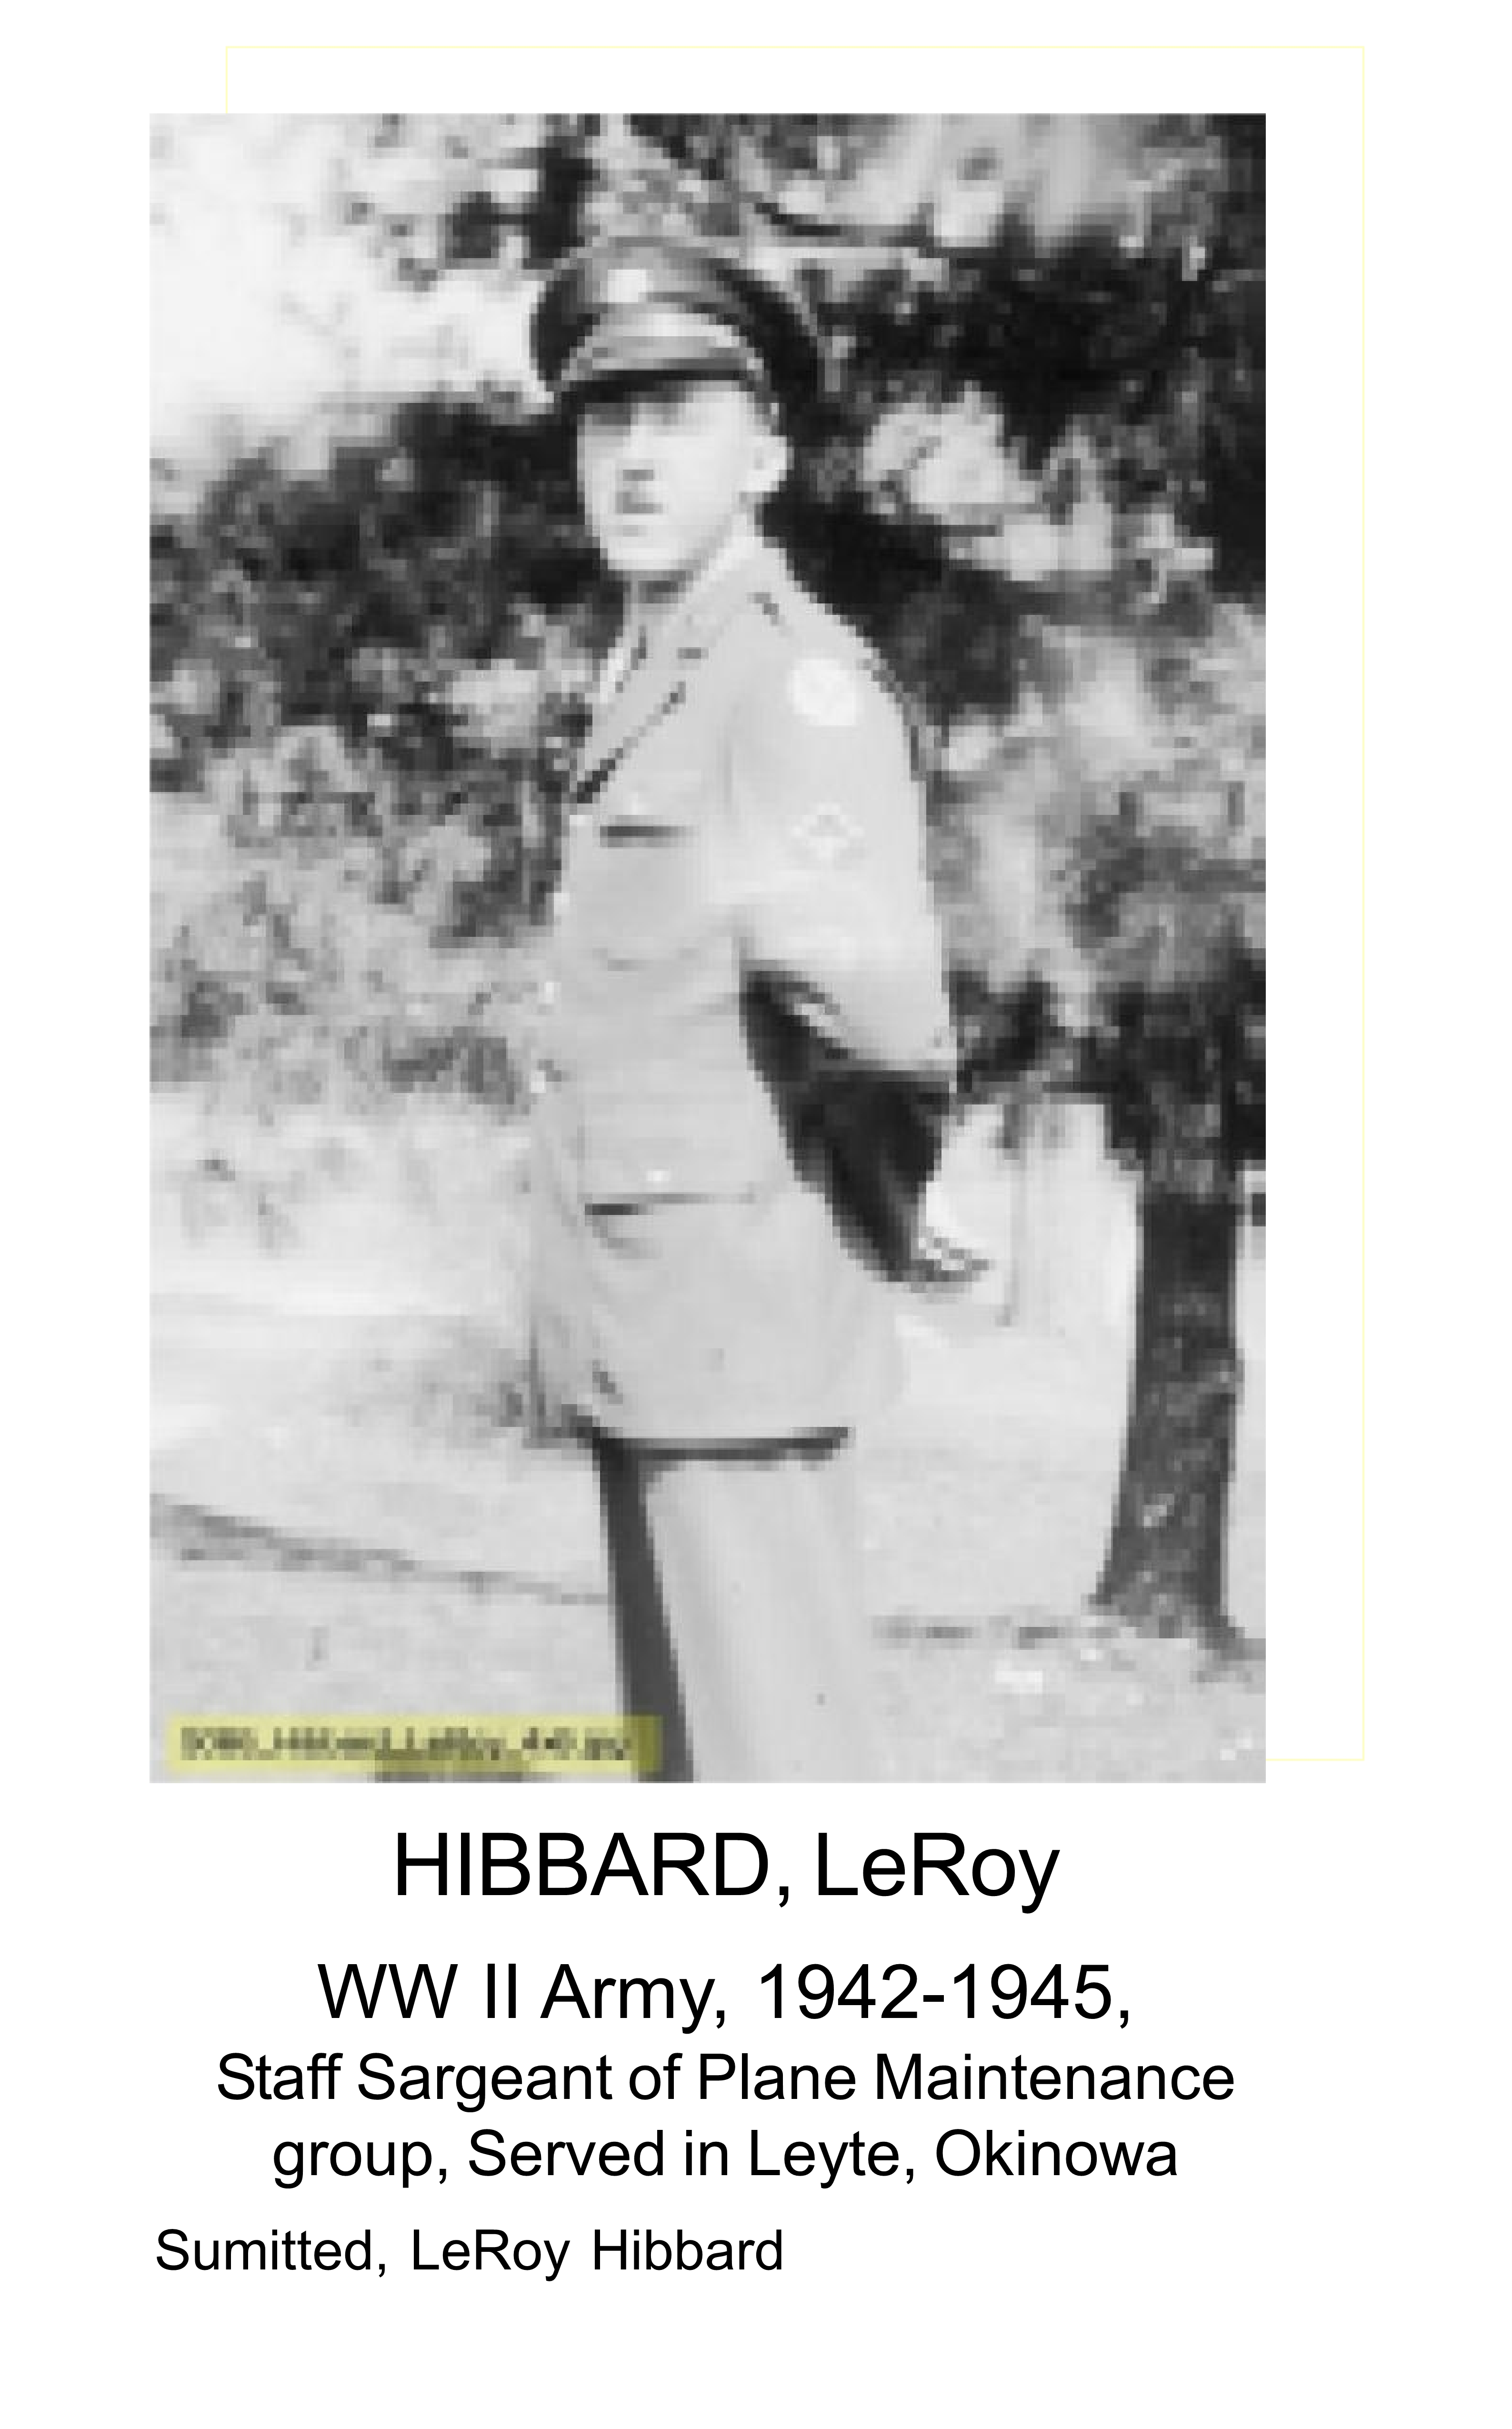 HIBBARD, LeRoy
WW II Army, 1942-1945,
Staff Sargeant of Plane Maintenance
group, Served in Leyte, Okinowa
Sumitted, LeRoy Hibbard